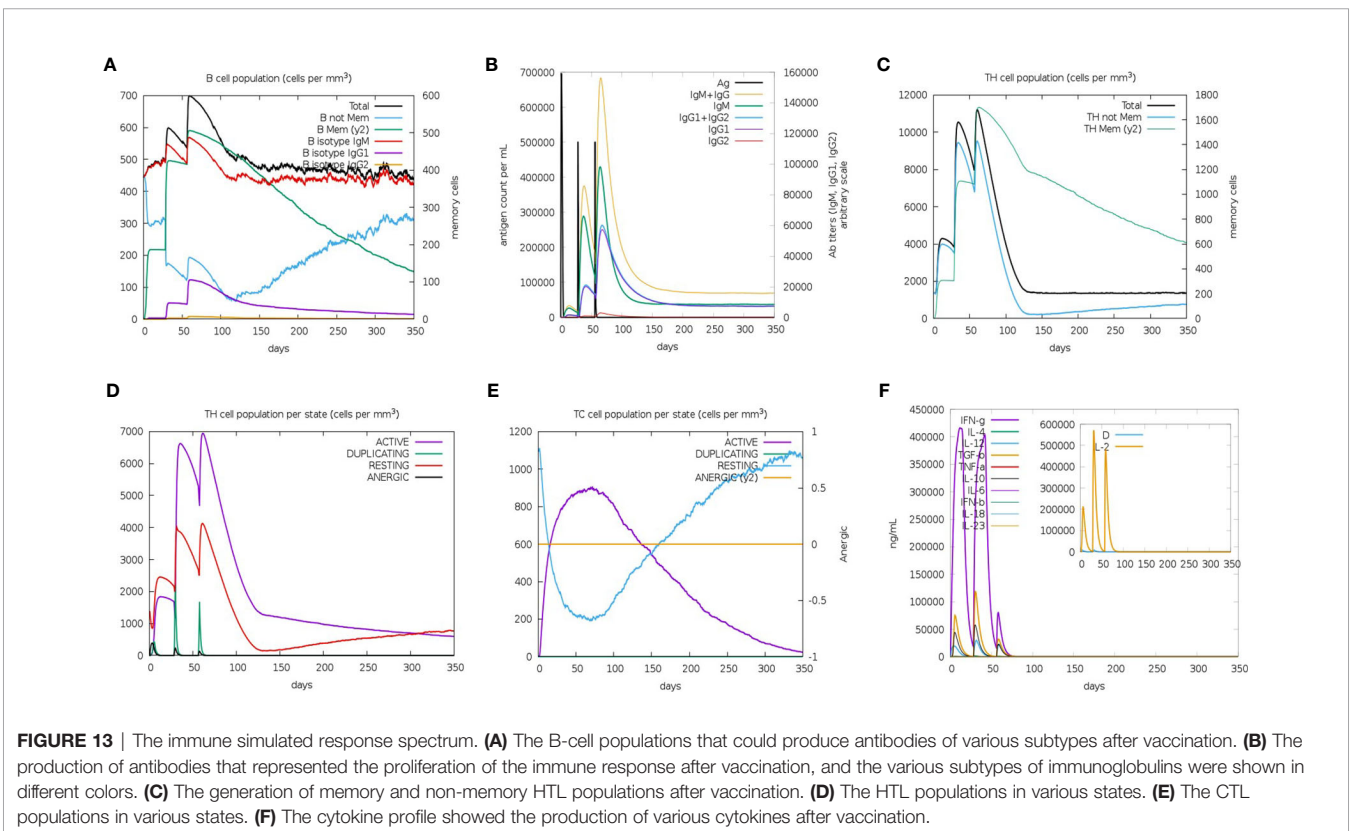 A
B cell population (cells per mm³)
700
600
500
400
300
200
100
0
600
500
400
300
200
100
0
memory cells
Total
B not Mem
B Mem (y2)
B isotype IgM
B isotype IgG1
B isotype IgG2
0 50 100 150 200 250 300 350
days
B
700000
600000
500000
400000
300000
200000
100000
0
antigen count per mL
160000
140000
120000
100000
80000
60000
40000
20000
0
Ab titers (IgM, IgG1, IgG2)
arbitrary scale
Ag
IgM+IgG
IgM
IgG1+IgG2
IgG1
IgG2
0 50 100 150 200 250 300 350
days
C
TH cell population (cells per mm³)
12000
10000
8000
6000
4000
2000
0
1800
1600
1400
1200
1000
800
600
400
200
0
memory cells
Total
TH not Mem
TH Mem (y2)
0 50 100 150 200 250 300 350
days
D
TH cell population per state (cells per mm³)
7000
6000
5000
4000
3000
2000
1000
0
ACTIVE
DUPLICATING
RESTING
ANERGIC
0 50 100 150 200 250 300 350
days
E
TC cell population per state (cells per mm³)
1200
1000
800
600
400
200
0
1
0.5
0
-0.5
-1
Anergic
ACTIVE
DUPLICATING
RESTING
ANERGIC (y2)
0 50 100 150 200 250 300 350
days
F
450000
400000
350000
300000
250000
200000
150000
100000
50000
0
ng/mL
IFN-g
IL-4
IL-12
TGF-b
TNF-a
IL-10
IL-6
IFN-b
IL-18
IL-23
600000
500000
400000
300000
200000
100000
0
D
IL-2
0 50 100 150 200 250 300 350
0 50 100 150 200 250 300 350
days
FIGURE 13 | The immune simulated response spectrum. (A) The B-cell populations that could produce antibodies of various subtypes after vaccination. (B) The
production of antibodies that represented the proliferation of the immune response after vaccination, and the various subtypes of immunoglobulins were shown in
different colors. (C) The generation of memory and non-memory HTL populations after vaccination. (D) The HTL populations in various states. (E) The CTL
populations in various states. (F) The cytokine profile showed the production of various cytokines after vaccination.